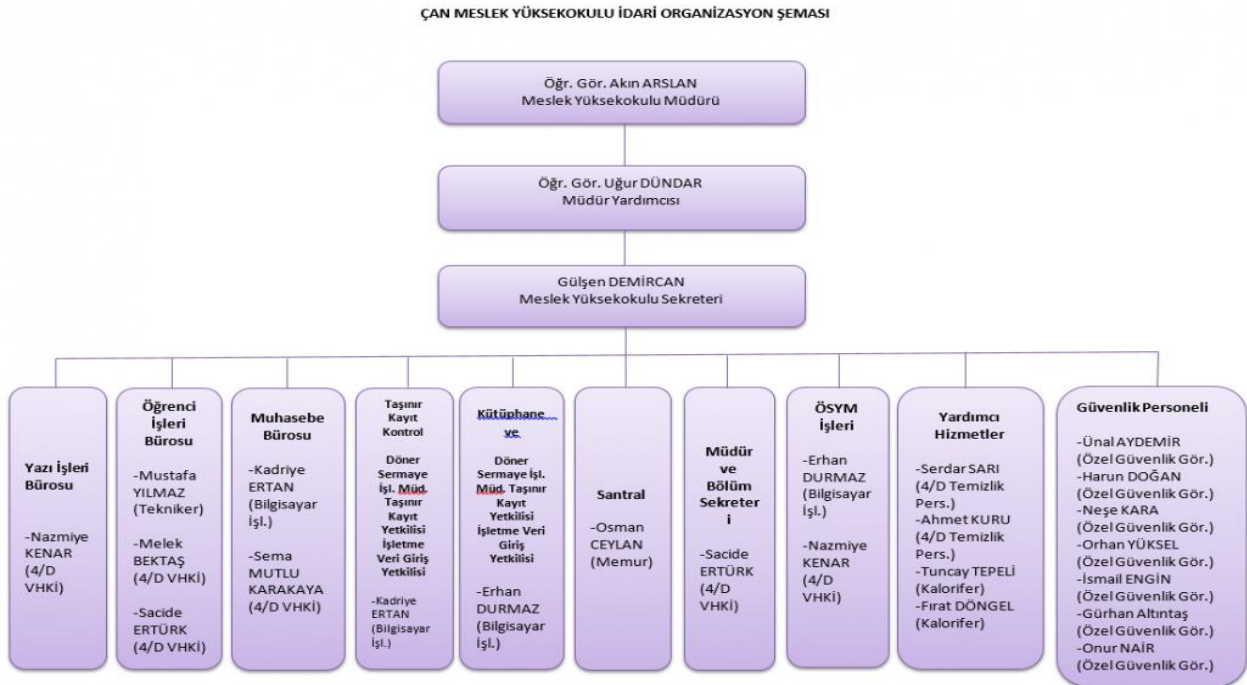 ÇAN MESLEK YÜKSEKOKULU İDARİ ORGANİZASYON ŞEMASI
Öğr. Gör. Akın ARSLAN
Meslek Yüksekokulu Müdürü
Öğr. Gör. Uğur DÜNDAR
Müdür Yardımcısı
Gülşen DEMİRCAN
Meslek Yüksekokulu Sekreteri
Yazı İşleri
Bürosu
-Nazmiye
KENAR
(4/D
VHKİ)
Öğrenci
İşleri
Bürosu
-Mustafa
YILMAZ
(Tekniker)
-Melek
BEKTAŞ
(4/D VHKİ)
-Sacide
ERTÜRK
(4/D VHKİ)
Muhasebe
Bürosu
-Kadriye
ERTAN
(Bilgisayar
İşl.)
-Sema
MUTLU
KARAKAYA
(4/D VHKİ)
Taşınır
Kayıt
Kontrol
Döner
Sermaye
İşl. Müd.
Taşınır
Kayıt
Yetkilisi
İşletme
Veri Giriş
Yetkilisi
-Kadriye
ERTAN
(Bilgisayar
İşl.)
Kütüphane
ve
Döner
Sermaye İşl.
Müd. Taşınır
Kayıt
Yetkilisi
İşletme Veri
Giriş
Yetkilisi
-Erhan
DURMAZ
(Bilgisayar
İşl.)
Santral
-Osman
CEYLAN
(Memur)
Müdür
ve
Bölüm
Sekreter
i
-Sacide
ERTÜRK
(4/D
VHKİ)
ÖSYM
İşleri
-Erhan
DURMAZ
(Bilgisayar
İşl.)
-Nazmiye
KENAR
(4/D
VHKİ)
Yardımcı
Hizmetler
-Serdar SARI
(4/D Temizlik
Pers.)
-Ahmet KURU
(4/D Temizlik
Pers.)
-Tuncay TEPELİ
(Kalorifer)
-Fırat DÖNGEL
(Kalorifer)
Güvenlik Personeli
-Ünal AYDEMİR
(Özel Güvenlik Gör.)
-Harun DOĞAN
(Özel Güvenlik Gör.)
-Neşe KARA
(Özel Güvenlik Gör.)
-Orhan YÜKSEL
(Özel Güvenlik Gör.)
-İsmail ENGİN
(Özel Güvenlik Gör.)
-Gürhan Altıntaş
(Özel Güvenlik Gör.)
-Onur NAİR
(Özel Güvenlik Gör.)